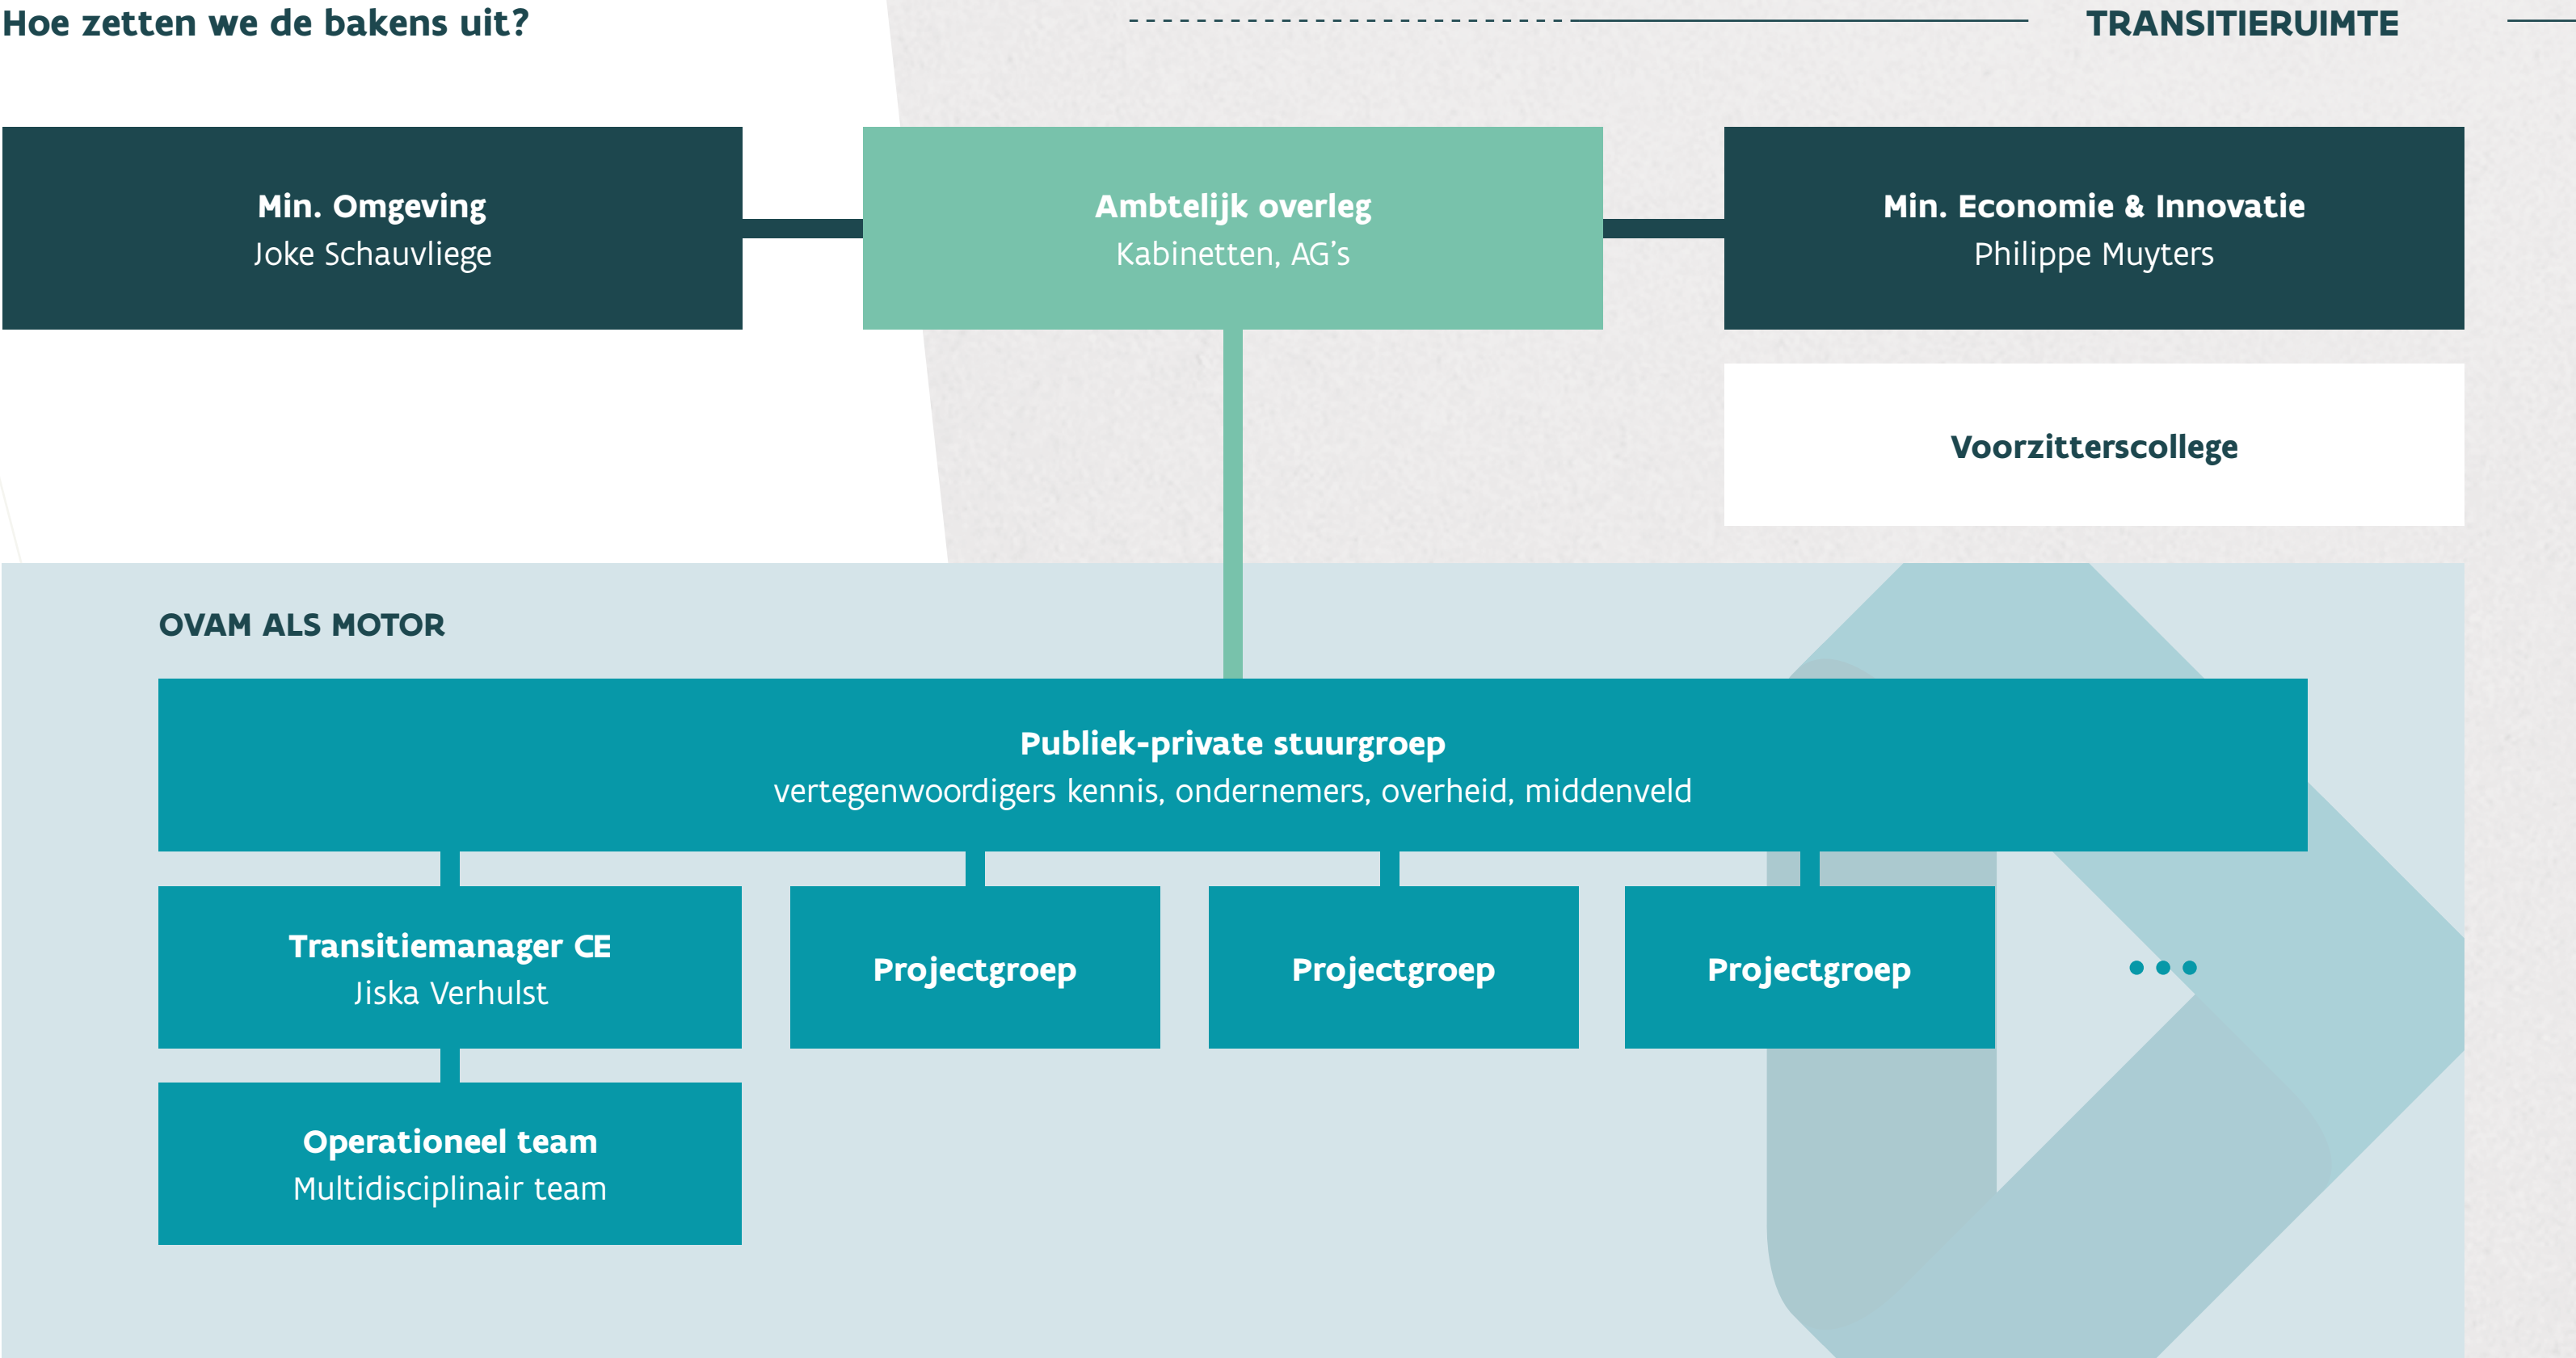 Hoe zetten we de bakens uit?
TRANSITIERUIMTE
Min. Omgeving
Joke Schauvliege
Ambtelijk overleg
Kabinetten, AG's
Min. Economie & Innovatie
Philippe Muyters
Voorzitterscollege
OVAM ALS MOTOR
Publiek-private stuurgroep
vertegenwoordigers kennis, ondernemers, overheid, middenveld
Transitiemanager CE
Jiska Verhulst
Projectgroep
Projectgroep
Projectgroep
...
Operationeel team
Multidisciplinair team